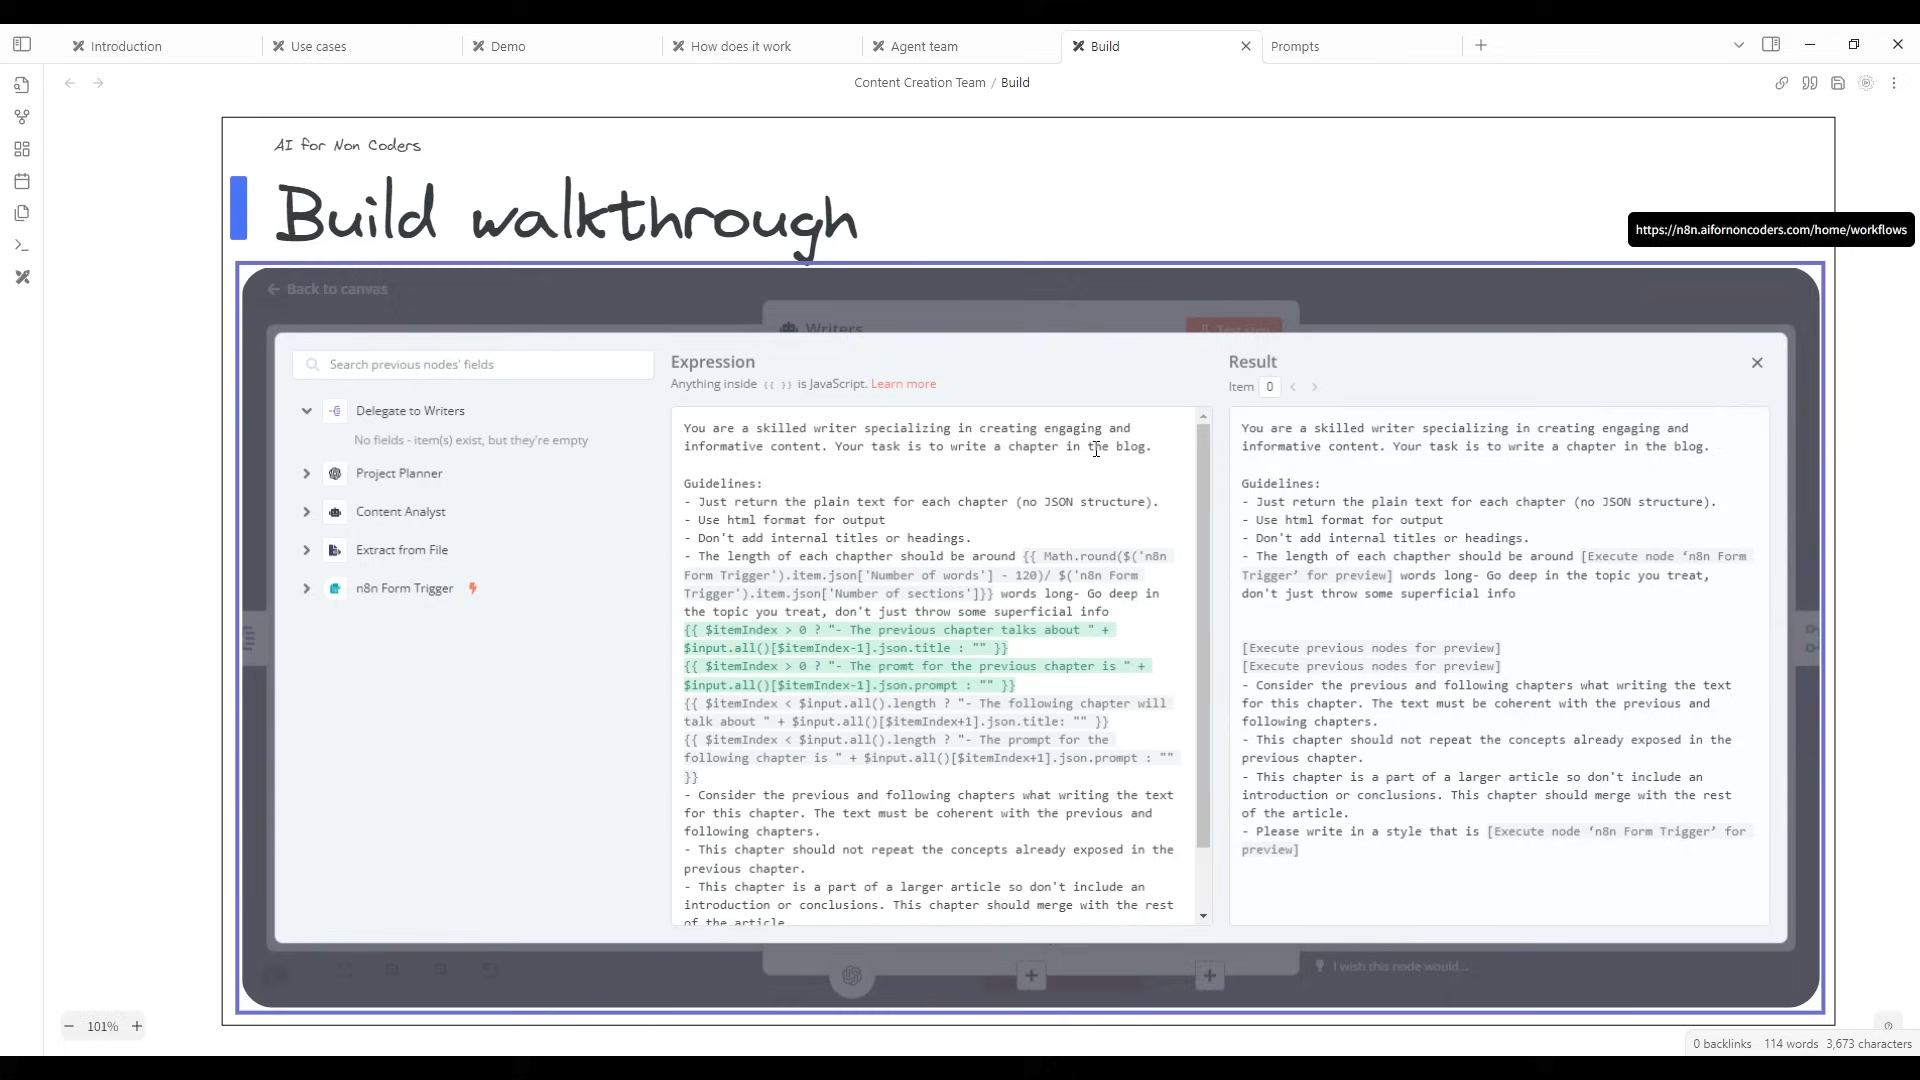 Introduction
Use cases
Demo
How does it work
Agent team
Build
Prompts
Content Creation Team / Build
AI for Non Coders
Build walkthrough
https://n8n.aifornoncoders.com/home/workflows
Back to canvas
Writers
Test step
Search previous nodes' fields
Delegate to Writers
No fields - item(s) exist, but they're empty
Project Planner
Content Analyst
Extract from File
n8n Form Trigger
Expression
Anything inside {{ }} is JavaScript. Learn more
You are a skilled writer specializing in creating engaging and
informative content. Your task is to write a chapter in the blog.
Guidelines:
- Just return the plain text for each chapter (no JSON structure).
- Use html format for output
- Don't add internal titles or headings.
- The length of each chapther should be around {{ Math.round($('n8n
Form Trigger').item.json['Number of words'] - 120)/ $('n8n Form
Trigger').item.json['Number of sections']}} words long- Go deep in
the topic you treat, don't just throw some superficial info
{{ $itemIndex > 0 ? "- The previous chapter talks about " +
$input.all()[$itemIndex-1].json.title : "" }}
{{ $itemIndex > 0 ? "- The promt for the previous chapter is " +
$input.all()[$itemIndex-1].json.prompt : "" }}
{{ $itemIndex < $input.all().length ? "- The following chapter will
talk about " + $input.all()[$itemIndex+1].json.title: "" }}
{{ $itemIndex < $input.all().length ? "- The prompt for the
following chapter is " + $input.all()[$itemIndex+1].json.prompt : ""
}}
- Consider the previous and following chapters what writing the text
for this chapter. The text must be coherent with the previous and
following chapters.
- This chapter should not repeat the concepts already exposed in the
previous chapter.
- This chapter is a part of a larger article so don't include an
introduction or conclusions. This chapter should merge with the rest
of the article
Result
Item 0
You are a skilled writer specializing in creating engaging and
informative content. Your task is to write a chapter in the blog.
Guidelines:
- Just return the plain text for each chapter (no JSON structure).
- Use html format for output
- Don't add internal titles or headings.
- The length of each chapther should be around [Execute node ‘n8n Form
Trigger’ for preview] words long- Go deep in the topic you treat,
don't just throw some superficial info
[Execute previous nodes for preview]
[Execute previous nodes for preview]
- Consider the previous and following chapters what writing the text
for this chapter. The text must be coherent with the previous and
following chapters.
- This chapter should not repeat the concepts already exposed in the
previous chapter.
- This chapter is a part of a larger article so don't include an
introduction or conclusions. This chapter should merge with the rest
of the article.
- Please write in a style that is [Execute node ‘n8n Form Trigger’ for
preview]
I wish this node would...
101%
0 backlinks 114 words 3,673 characters